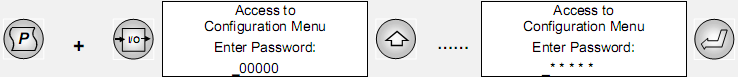 P
+
I/O
Access to
Configuration Menu
Enter Password:
_00000
......
Access to
Configuration Menu
Enter Password:
_*****